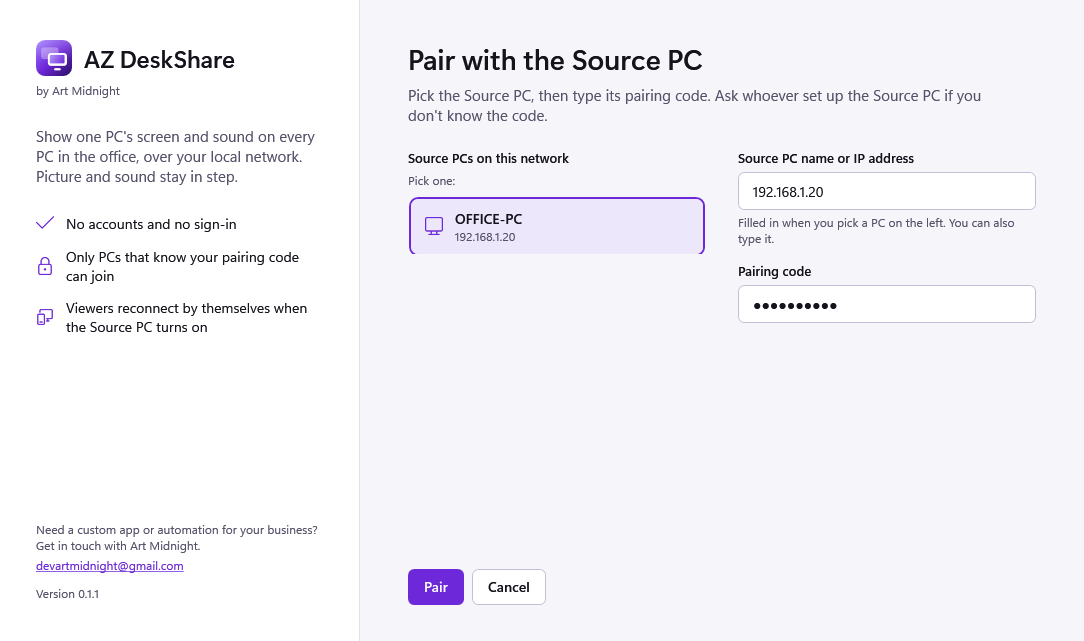 AZ DeskShare
by Art Midnight
Show one PC's screen and sound on every
PC in the office, over your local network.
Picture and sound stay in step.
No accounts and no sign-in
Only PCs that know your pairing code
can join
Viewers reconnect by themselves when
the Source PC turns on
Need a custom app or automation for your business?
Get in touch with Art Midnight.
devartmidnight@gmail.com
Version 0.1.1
Pair with the Source PC
Pick the Source PC, then type its pairing code. Ask whoever set up the Source PC if you
don't know the code.
Source PCs on this network
Pick one:
OFFICE-PC
192.168.1.20
Source PC name or IP address
192.168.1.20
Filled in when you pick a PC on the left. You can also
type it.
Pairing code
●●●●●●●●●●
Pair
Cancel